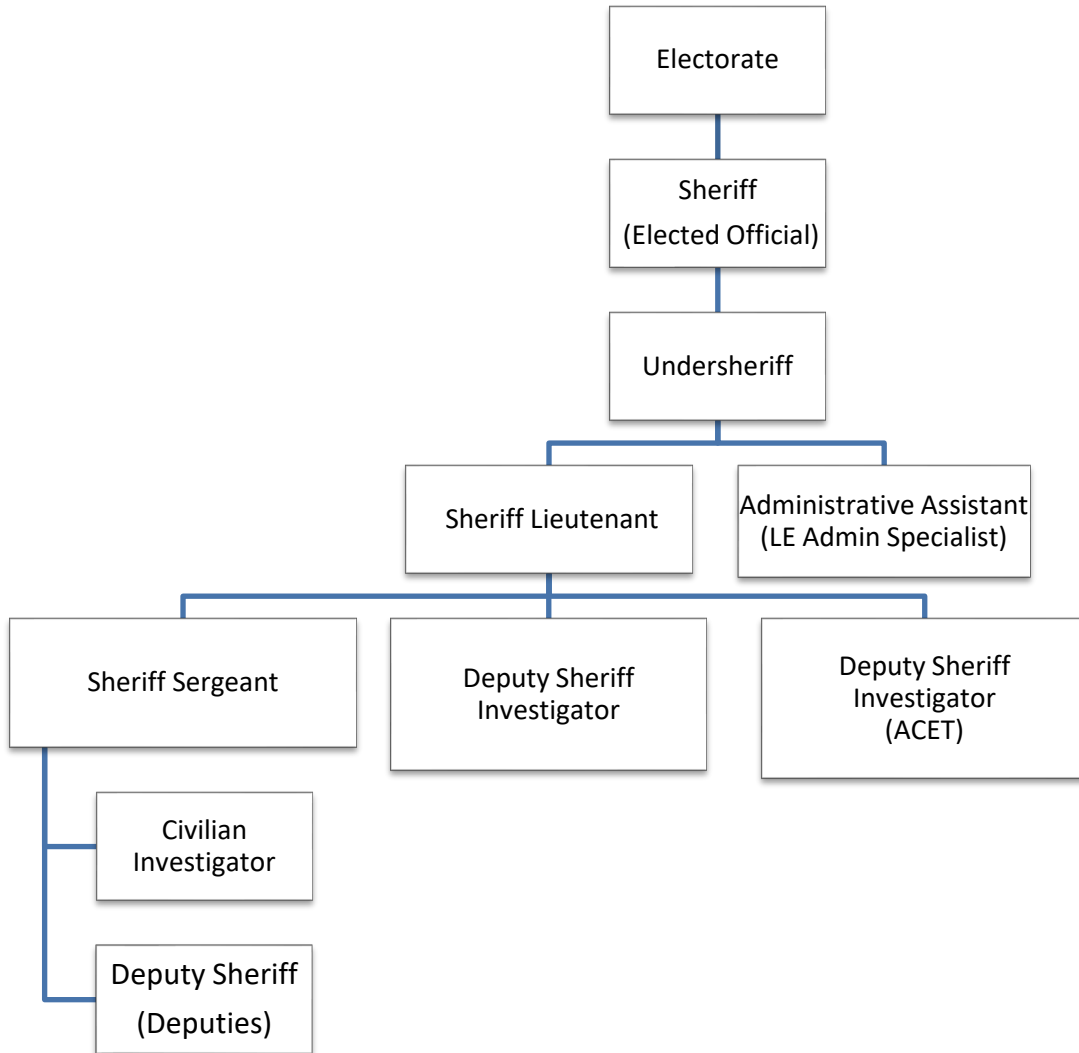 Electorate
Sheriff
(Elected Official)
Undersheriff
Sheriff Lieutenant
Administrative Assistant
(LE Admin Specialist)
Sheriff Sergeant
Deputy Sheriff
Investigator
Deputy Sheriff
Investigator
(ACET)
Civilian
Investigator
Deputy Sheriff
(Deputies)